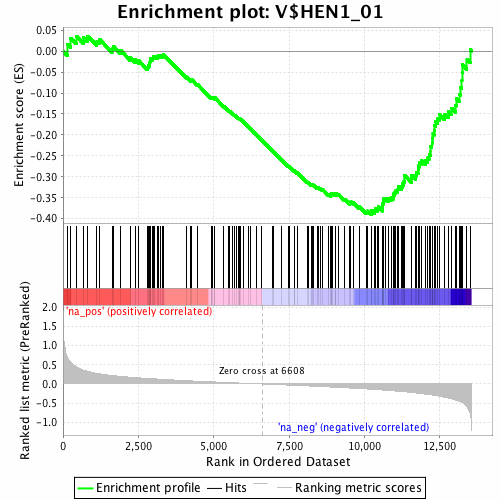 Enrichment plot: V$HEN1_01
Enrichment score (ES)
0.05
0.00
-0.05
-0.10
-0.15
-0.20
-0.25
-0.30
-0.35
-0.40
'na_pos' (positively correlated)
Ranked list metric (PreRanked)
2.0
1.5
1.0
0.5
0.0
-0.5
-1.0
Zero cross at 6608
'na_neg' (negatively correlated)
0 2,500 5,000 7,500 10,000 12,500
Rank in Ordered Dataset
Enrichment profile Hits Ranking metric scores